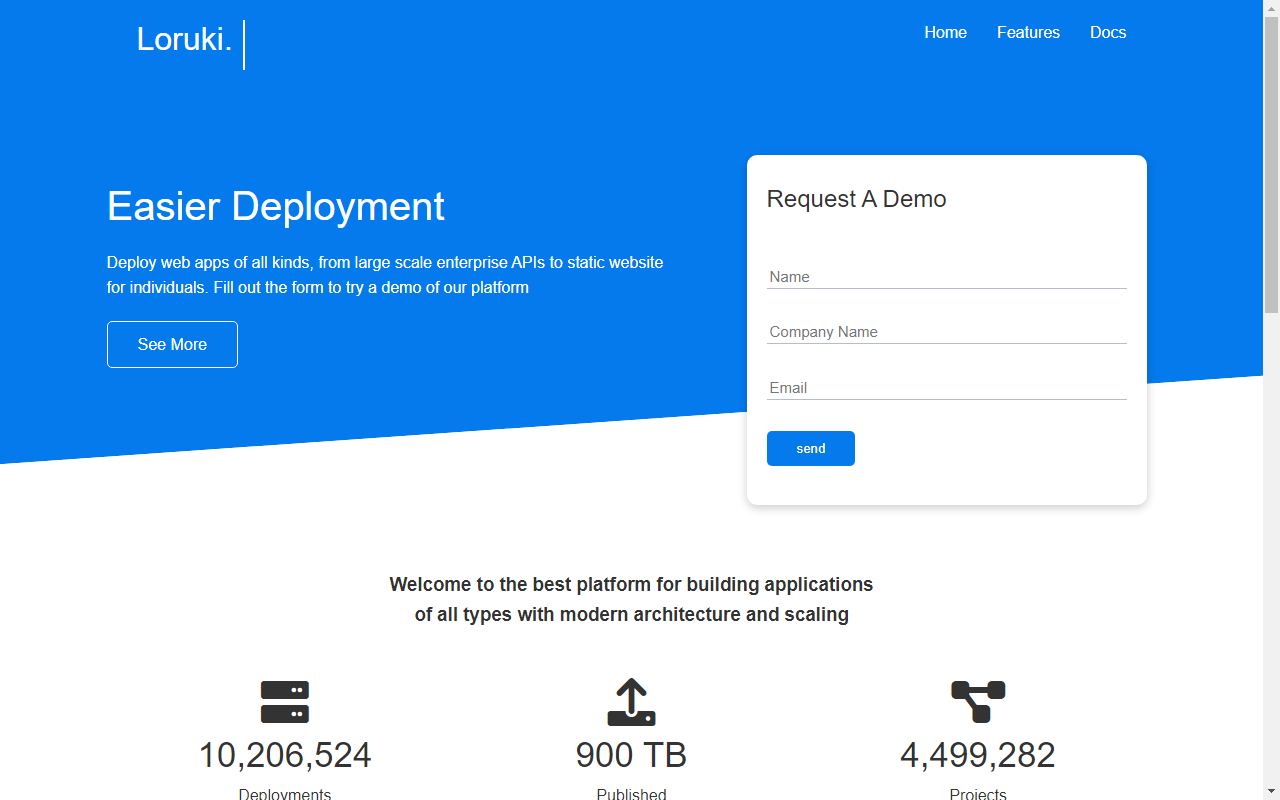 Loruki.
Home
Features
Docs
Easier Deployment
Deploy web apps of all kinds, from large scale enterprise APIs to static website
for individuals. Fill out the form to try a demo of our platform
See More
Request A Demo
Name
Company Name
Email
send
Welcome to the best platform for building applications
of all types with modern architecture and scaling
10,206,524
900 TB
4,499,282
Deployments
Published
Projects